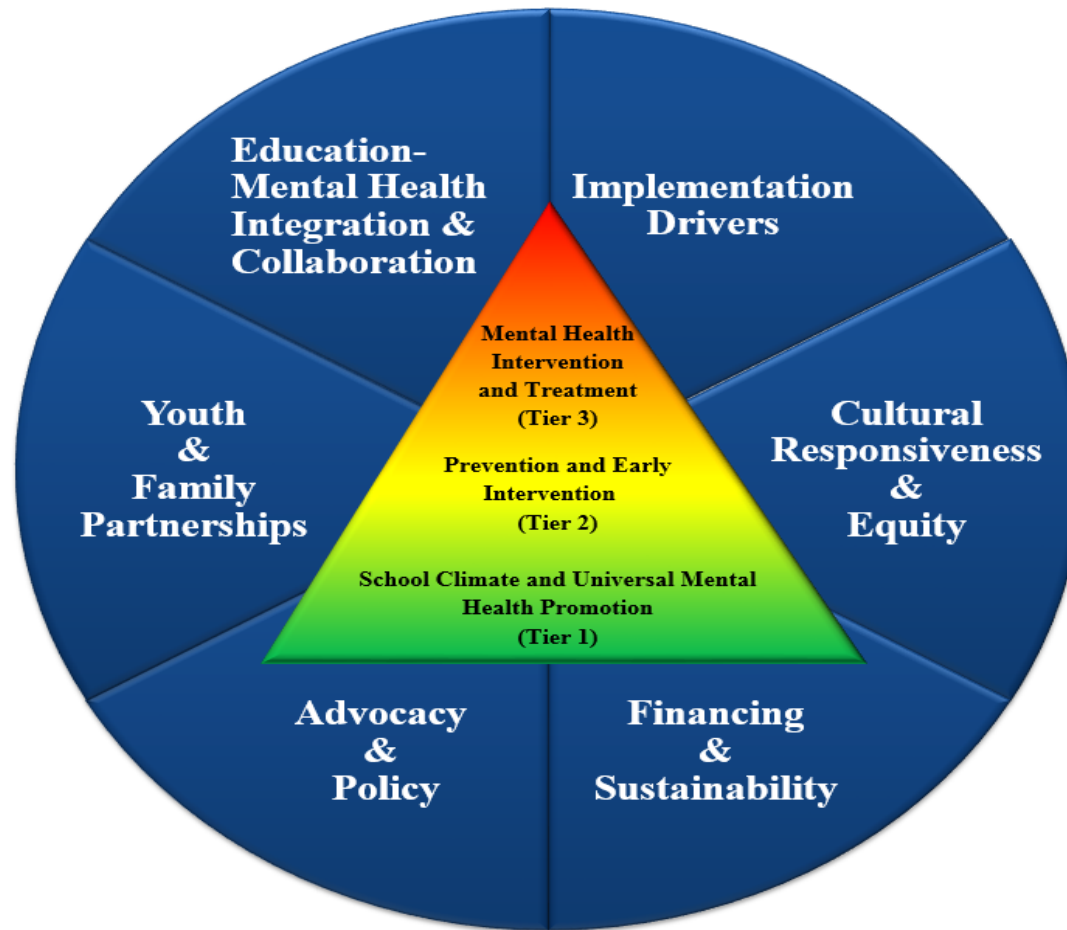 Education-
Mental Health
Integration &
Collaboration
Implementation
Drivers
Mental Health
Intervention
and Treatment
(Tier 3)
Youth
&
Family
Partnerships
Cultural
Responsiveness
&
Equity
Prevention and Early
Intervention
(Tier 2)
School Climate and Universal Mental
Health Promotion
(Tier 1)
Advocacy
&
Policy
Financing
&
Sustainability